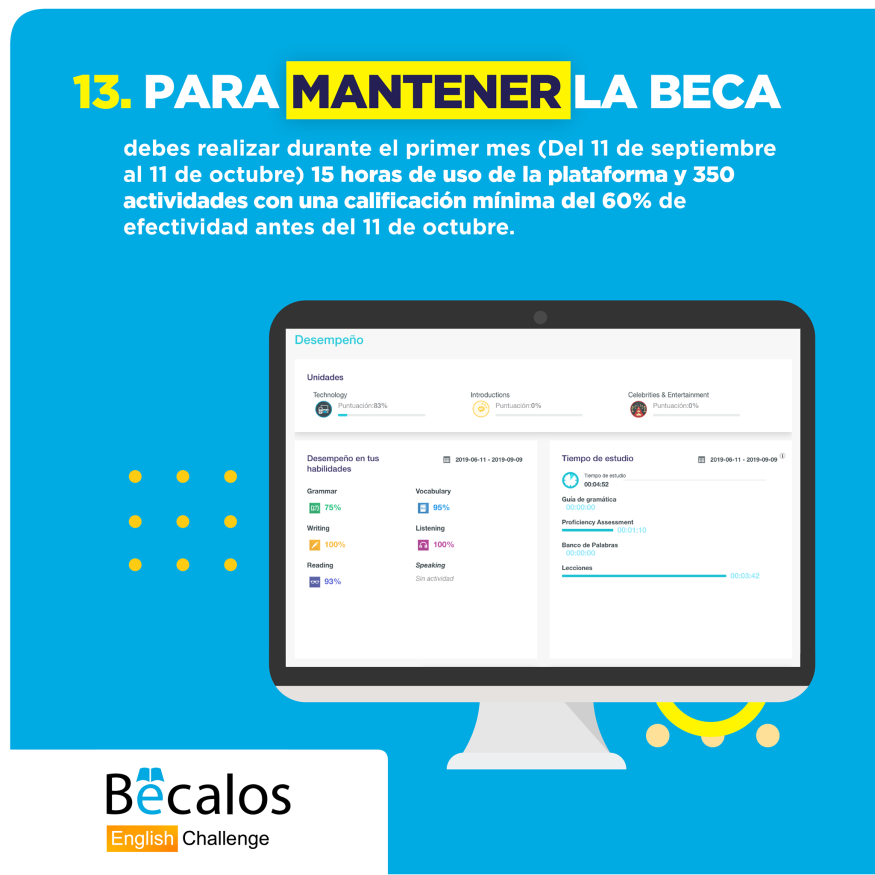 13. PARA MANTENER LA BECA
debes realizar durante el primer mes (Del 11 de septiembre
al 11 de octubre) 15 horas de uso de la plataforma y 350
actividades con una calificación mínima del 60% de
efectividad antes del 11 de octubre.
Desempeño
Unidades
Technology
Puntuación:83%
Introductions
Puntuación:0%
Celebrities & Entertainment
Puntuación:0%
Desempeño en tus
habilidades
2019-06-11 - 2019-09-09
Grammar
75%
Vocabulary
95%
Writing
100%
Listening
100%
Reading
93%
Speaking
Sin actividad
Tiempo de estudio
2019-06-11 - 2019-09-09
Tiempo de estudio
00:04:52
Guía de gramática
00:00:00
Proficiency Assessment
00:01:10
Banco de Palabras
00:00:00
Lecciones
00:03:42
Bécalos
English Challenge